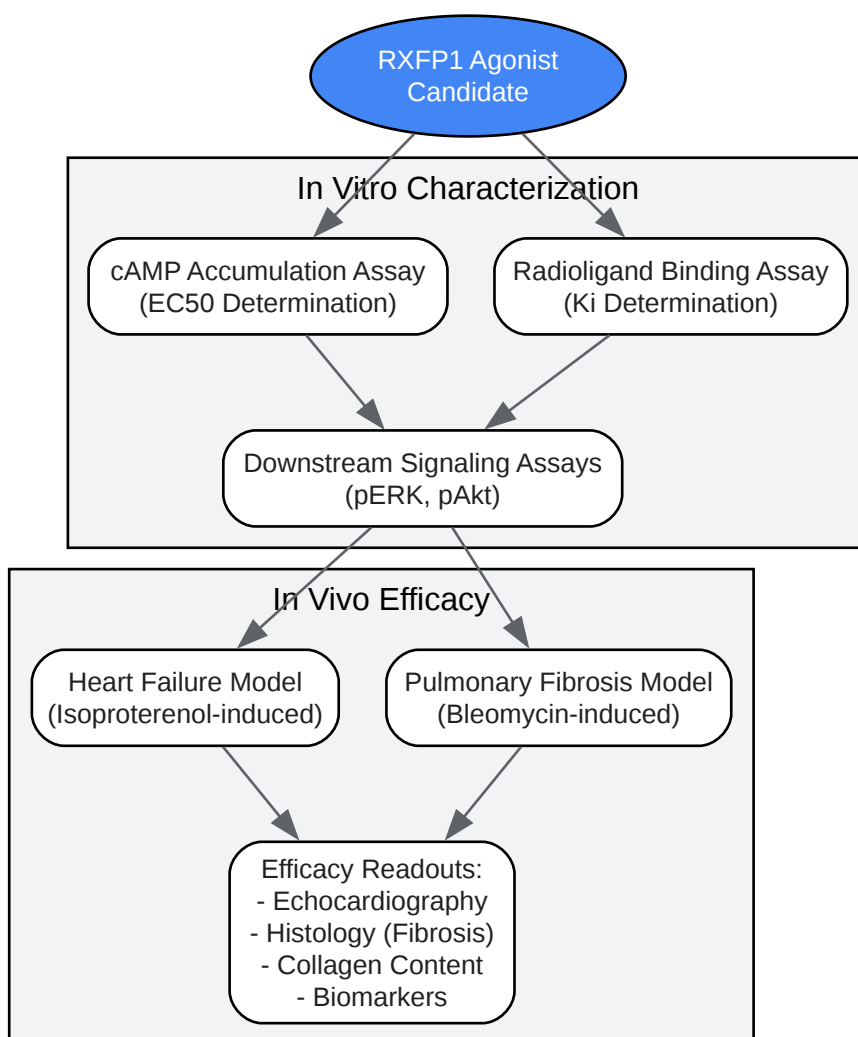 RXFP1 Agonist
Candidate
In Vitro Characterization
cAMP Accumulation Assay
(EC50 Determination)
Radioligand Binding Assay
(Ki Determination)
Downstream Signaling Assays
(pERK, pAkt)
In Vivo Efficacy
Heart Failure Model
(Isoproterenol-induced)
Pulmonary Fibrosis Model
(Bleomycin-induced)
Efficacy Readouts:
- Echocardiography
- Histology (Fibrosis)
- Collagen Content
- Biomarkers